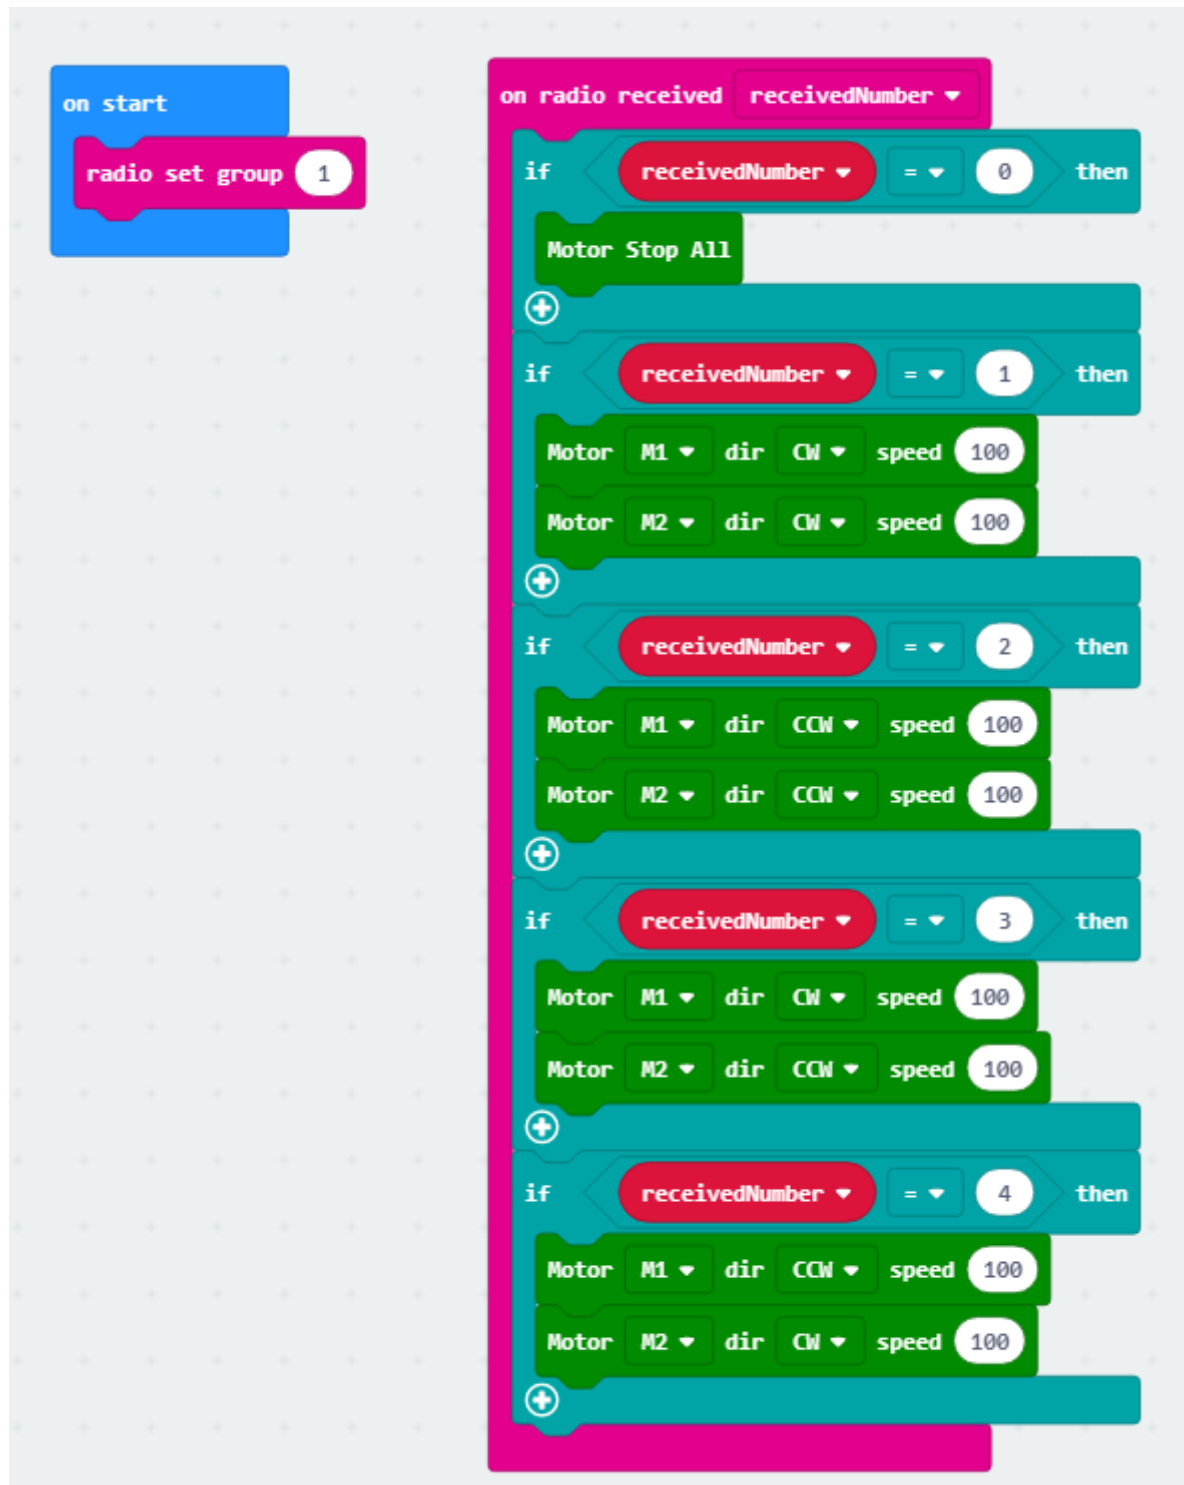 on start
radio set group 1
on radio received receivedNumber
if receivedNumber = 0 then
Motor Stop All
if receivedNumber = 1 then
Motor M1 dir CW speed 100
Motor M2 dir CW speed 100
if receivedNumber = 2 then
Motor M1 dir CCW speed 100
Motor M2 dir CCW speed 100
if receivedNumber = 3 then
Motor M1 dir CW speed 100
Motor M2 dir CCW speed 100
if receivedNumber = 4 then
Motor M1 dir CCW speed 100
Motor M2 dir CW speed 100